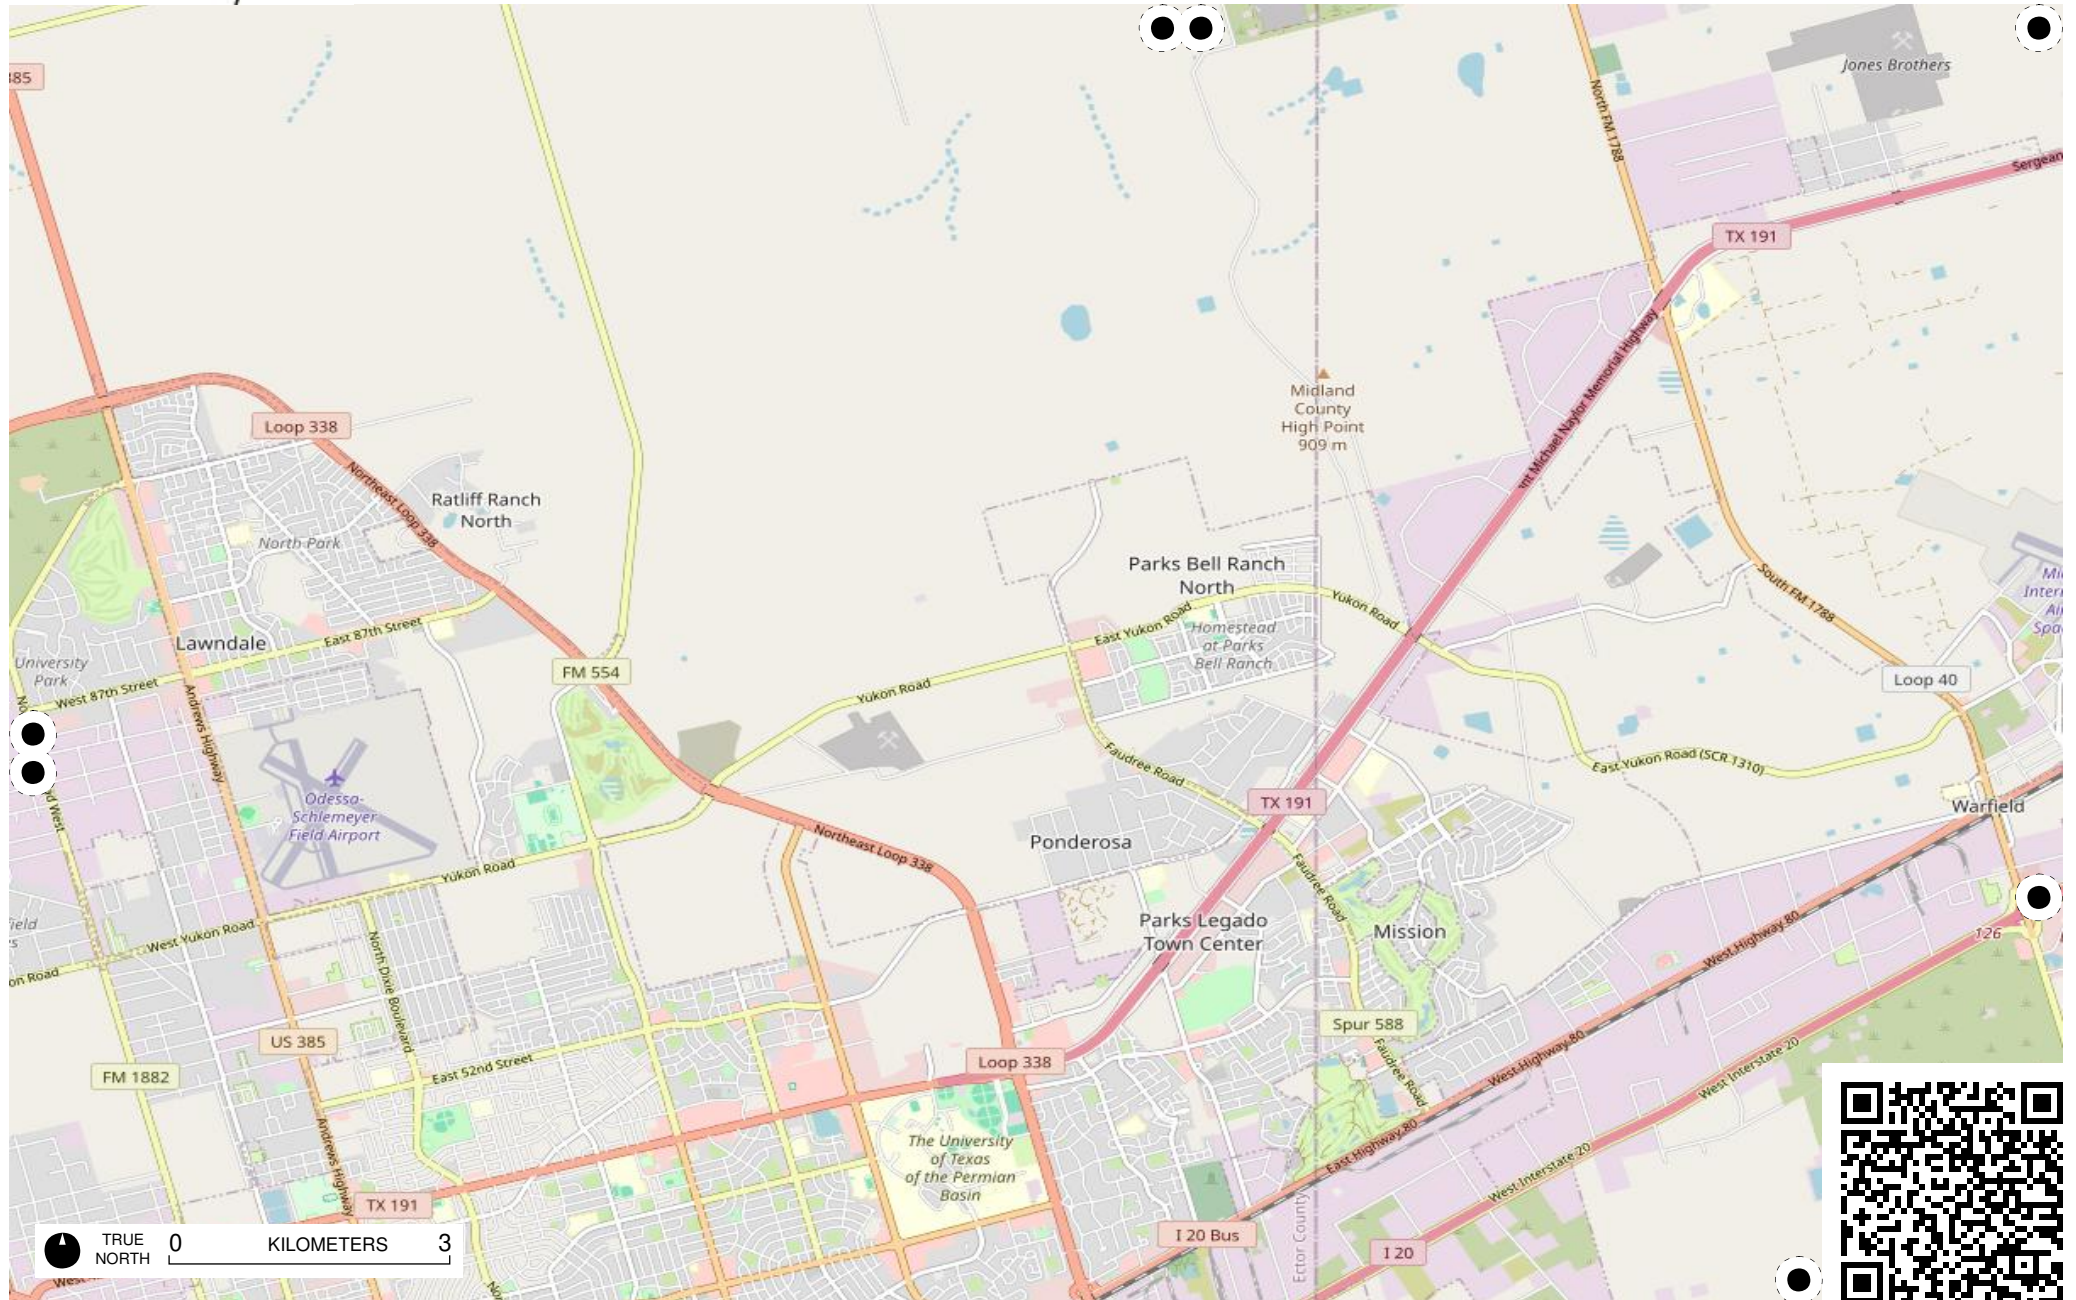 385
Jones Brothers
North FM 1788
TX 191
Midland
County
High Point
909 m
Loop 338
Northeast Loop 338
Ratliff Ranch
North
North Park
Michael Naylor Memorial Highway
Parks Bell Ranch
North
East Yukon Road
Yukon Road
Homestead
at Parks
Bell Ranch
South FM 1788
Lawndale
East 87th Street
University
Park
West 87th Street
FM 554
Yukon Road
Loop 40
Andrews Highway
Faudree Road
East Yukon Road (SCR 1310)
Odessa-
Schlemeyer
Field Airport
TX 191
Warfield
Ponderosa
Northeast Loop 338
Yukon Road
Faudree Road
Parks Legado
Town Center
Mission
West Yukon Road
North Dixie Boulevard
West Highway 80
126
US 385
Spur 588
Loop 338
FM 1882
East 52nd Street
Faudree Road
West Highway 80
West Interstate 20
Andrews Highway
The University
of Texas
of the Permian
Basin
East Highway 80
West Interstate 20
TX 191
I 20 Bus
I 20
Ector County
TRUE
NORTH
0 KILOMETERS 3